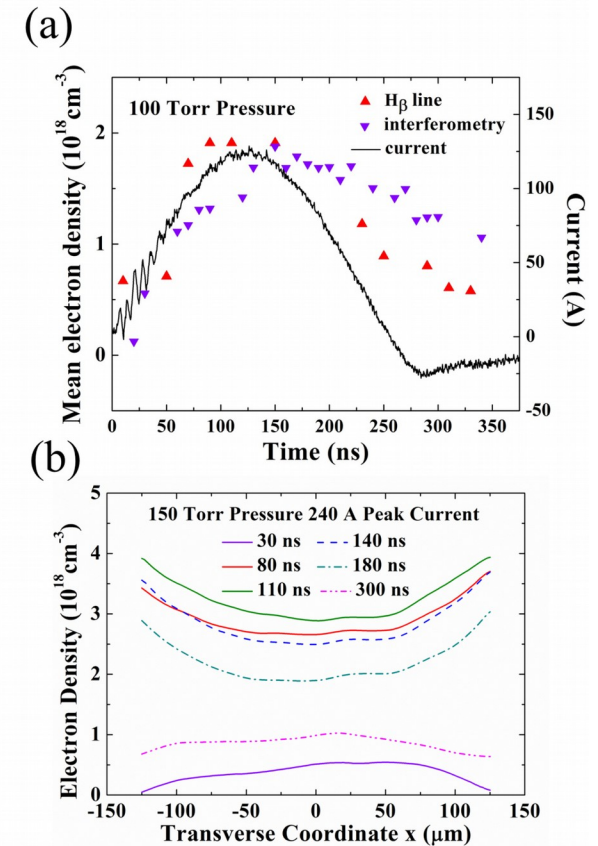 (a)
100 Torr Pressure
Hβ line
interferometry
current
Mean electron density (10^18 cm^-3)
2
1
0
150
100
50
0
-50
Current (A)
0 50 100 150 200 250 300 350
Time (ns)
(b)
150 Torr Pressure 240 A Peak Current
30 ns 140 ns
80 ns 180 ns
110 ns 300 ns
Electron Density (10^18 cm^-3)
5
4
3
2
1
0
-150 -100 -50 0 50 100 150
Transverse Coordinate x (μm)